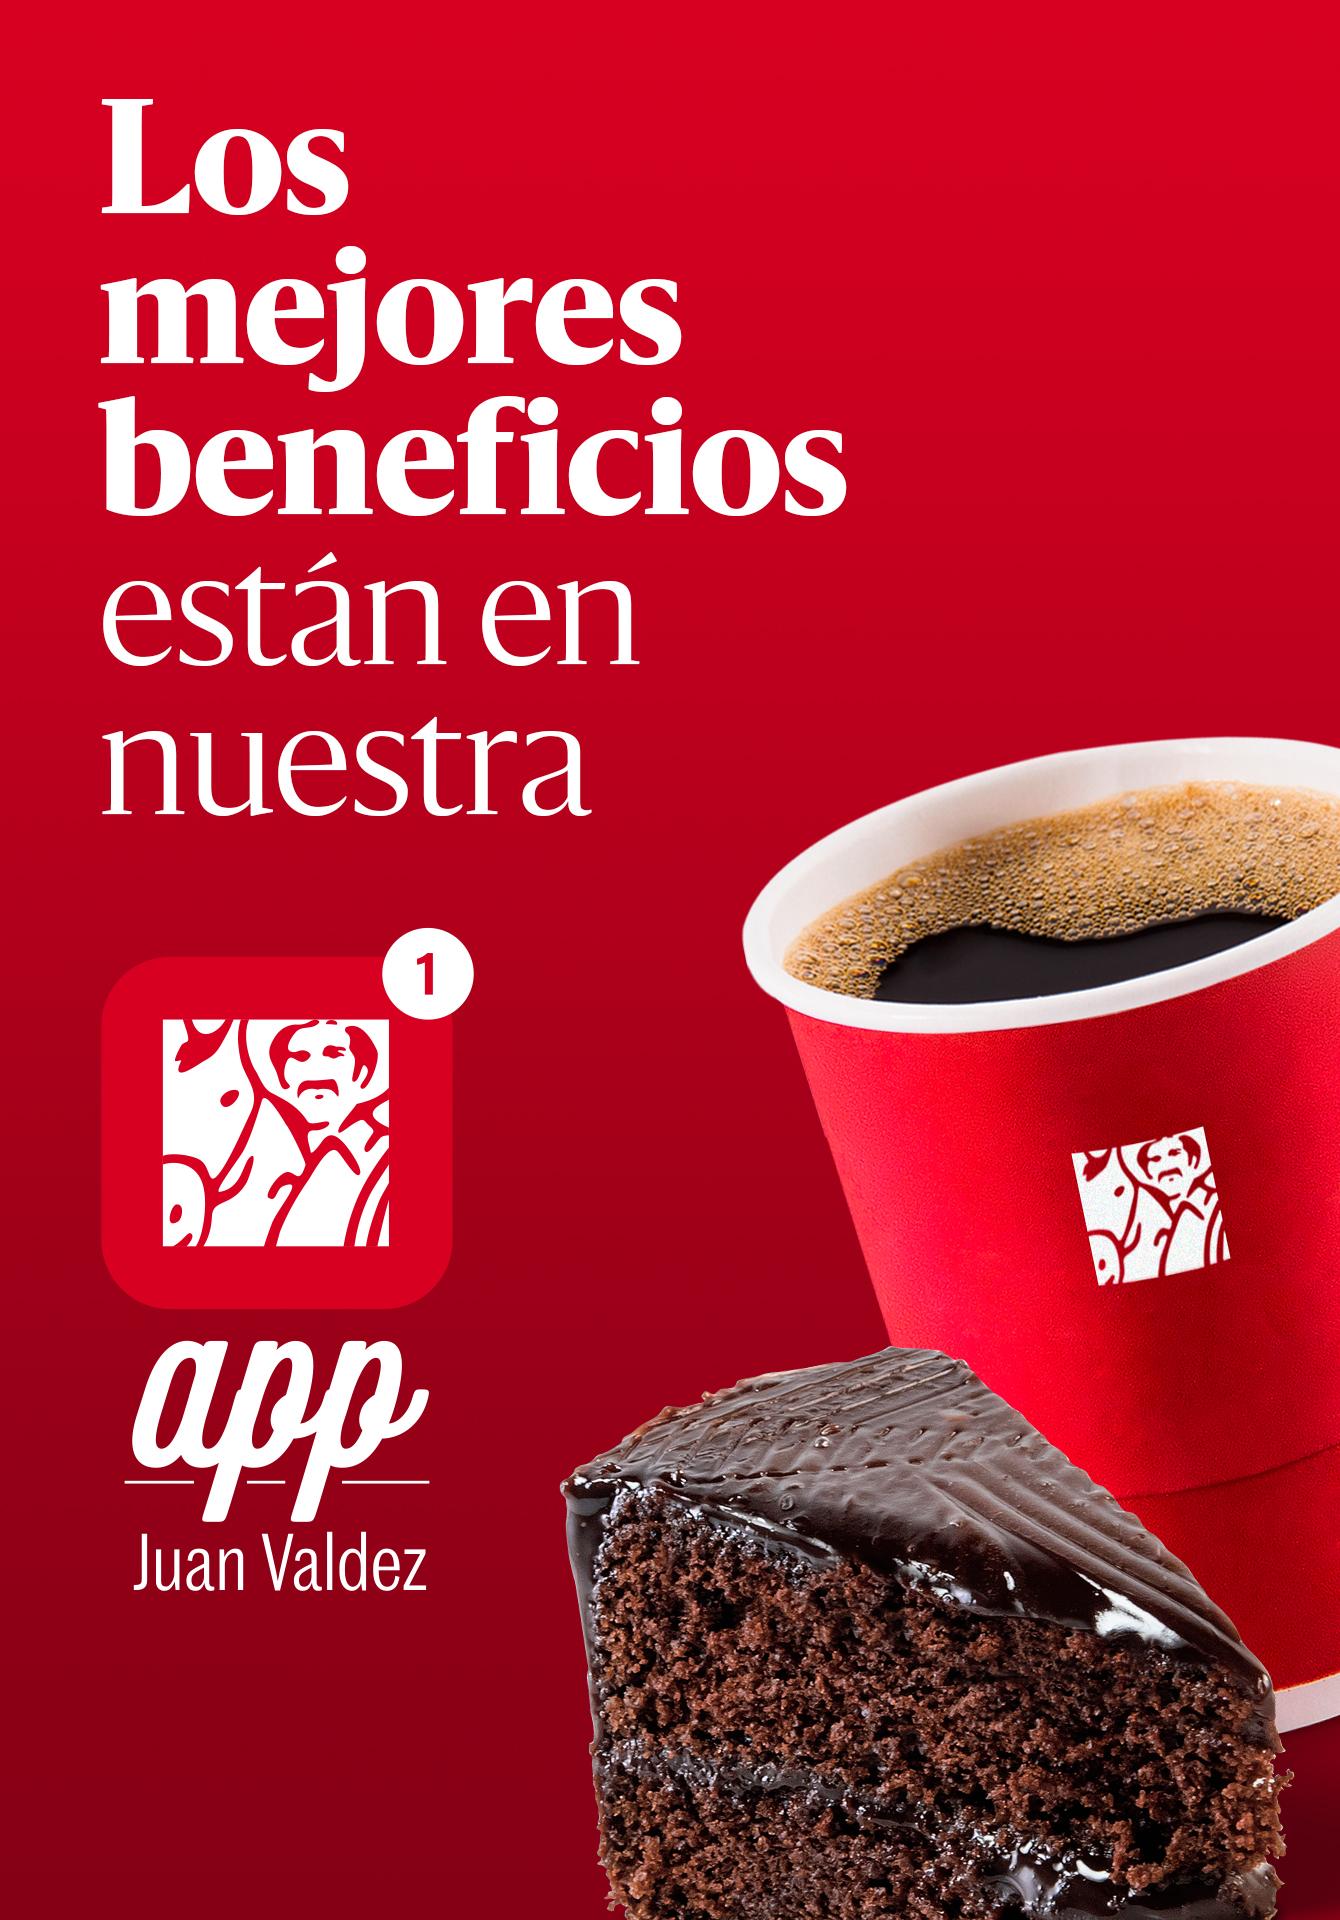 Los
mejores
beneficios
están en
nuestra
1
app
Juan Valdez